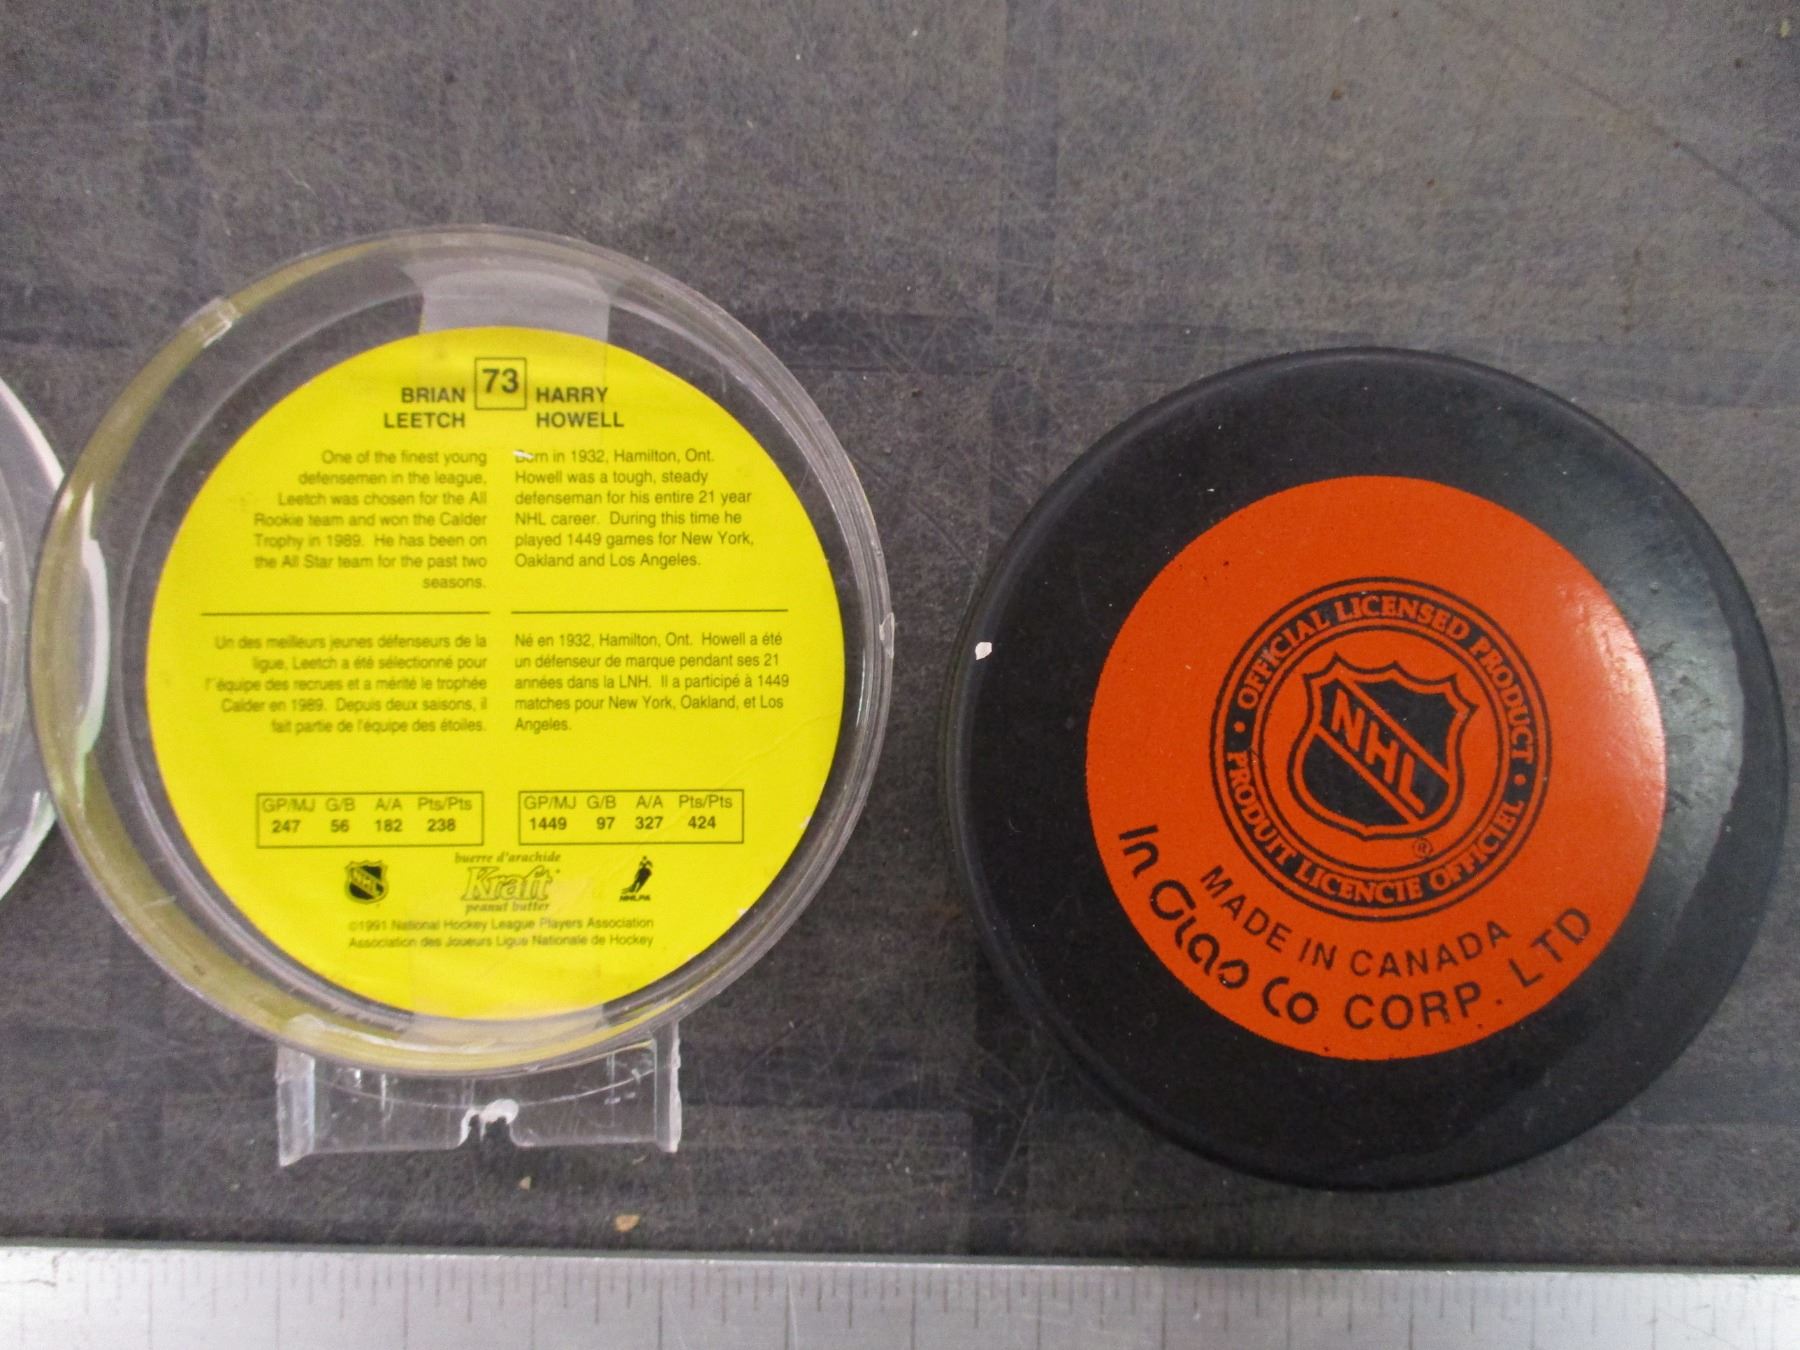 73
BRIAN
LEETCH
HARRY
HOWELL
One of the finest young
defensemen in the league,
Leetch was chosen for the All
Rookie team and won the Calder
Trophy in 1989. He has been on
the All Star team for the past two
seasons.
Born in 1932, Hamilton, Ont.
Howell was a tough, steady
defenseman for his entire 21 year
NHL career. During this time he
played 1449 games for New York,
Oakland and Los Angeles.
Un des meilleurs jeunes défenseurs de la
ligue, Leetch a été sélectionné pour
l'équipe des recrues et a mérité le trophée
Calder en 1989. Depuis deux saisons, il
fait partie de l'équipe des étoiles.
Né en 1932, Hamilton, Ont. Howell a été
un défenseur de marque pendant ses 21
années dans la LNH. Il a participé à 1449
matches pour New York, Oakland, et Los
Angeles.
GP/MJ G/B A/A Pts/Pts
247 56 182 238
GP/MJ G/B A/A Pts/Pts
1449 97 327 424
NHL
buerre d'arachide
Kraft
peanut butter
NHLPA
©1991 National Hockey League Players Association
Association des Joueurs Ligue Nationale de Hockey
• OFFICIAL LICENSED PRODUCT •
NHL
®
PRODUIT LICENCIE OFFICIEL
MADE IN CANADA
In GlaS Co CORP. LTD